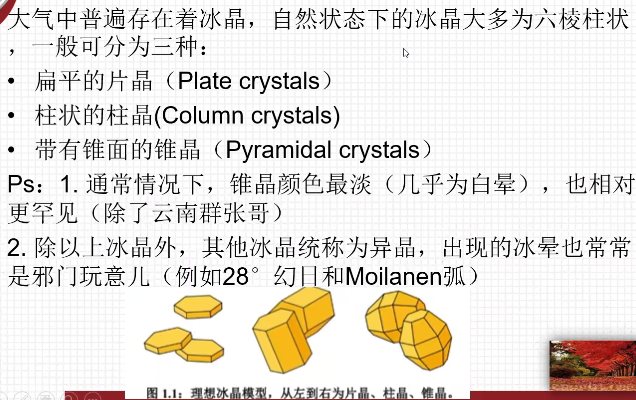 大气中普遍存在着冰晶，自然状态下的冰晶大多为六棱柱状
，一般可分为三种：
• 扁平的片晶（Plate crystals）
• 柱状的柱晶(Column crystals)
• 带有锥面的锥晶（Pyramidal crystals）
Ps：1. 通常情况下，锥晶颜色最淡（几乎为白晕），也相对
更罕见（除了云南群张哥）
2. 除以上冰晶外，其他冰晶统称为异晶，出现的冰晕也常常
是邪门玩意儿（例如28°幻日和Moilanen弧）
图 1.1：理想冰晶模型，从左到右为片晶、柱晶、锥晶。